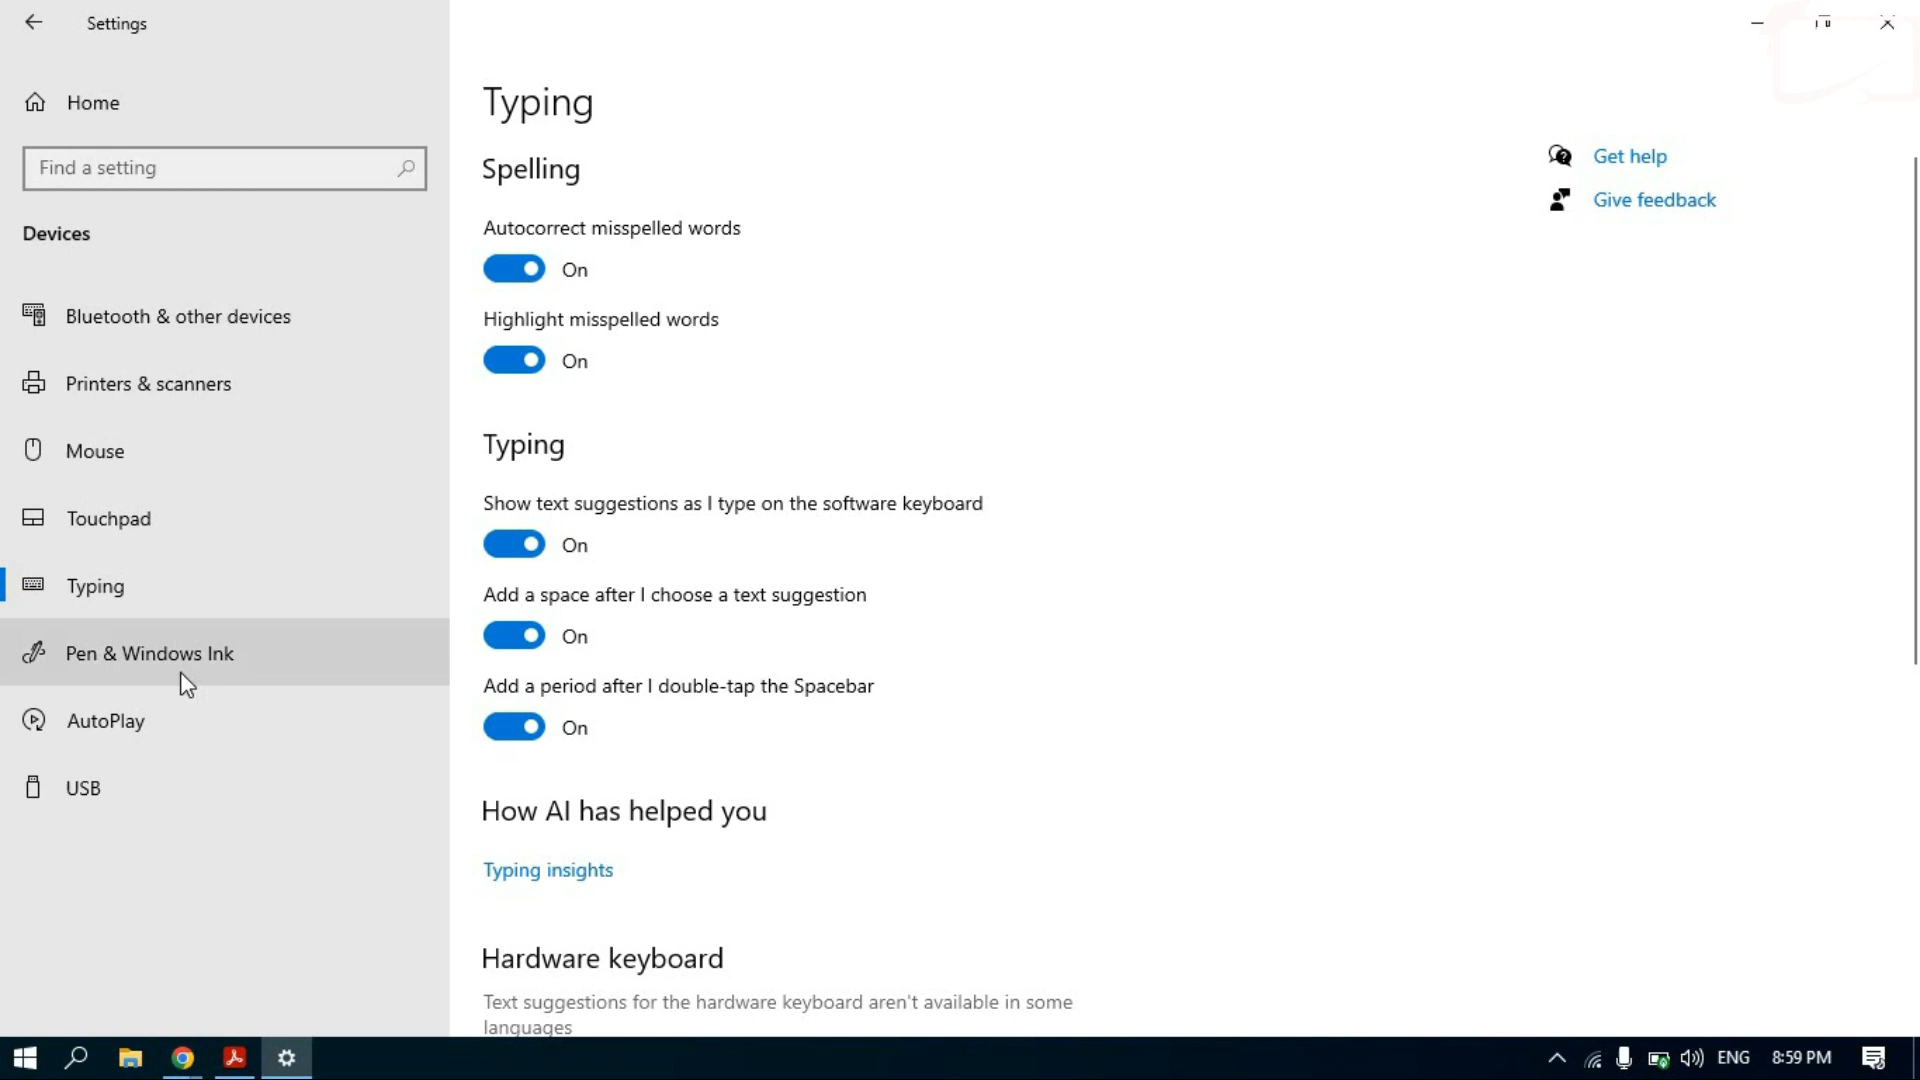 Settings
Home
Find a setting
Devices
Bluetooth & other devices
Printers & scanners
Mouse
Touchpad
Typing
Pen & Windows Ink
AutoPlay
USB
Typing
Spelling
Autocorrect misspelled words
On
Highlight misspelled words
On
Typing
Show text suggestions as I type on the software keyboard
On
Add a space after I choose a text suggestion
On
Add a period after I double-tap the Spacebar
On
How AI has helped you
Typing insights
Hardware keyboard
Text suggestions for the hardware keyboard aren't available in some
languages
Get help
Give feedback
ENG
8:59 PM